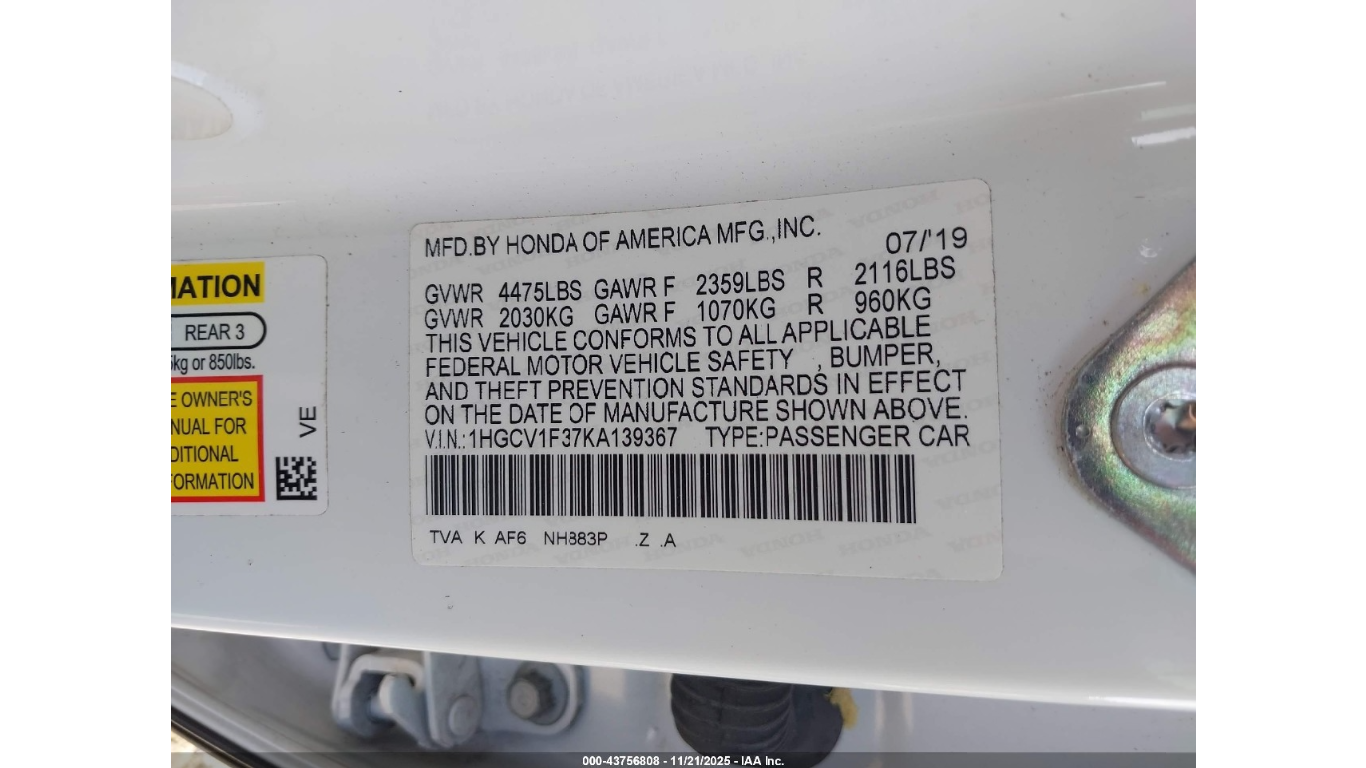 MATION
REAR 3
5kg or 850lbs.
E OWNER'S
NUAL FOR
DITIONAL
FORMATION
VE
MFD.BY HONDA OF AMERICA MFG.,INC.
07/'19
GVWR 4475LBS GAWR F 2359LBS R 2116LBS
GVWR 2030KG GAWR F 1070KG R 960KG
THIS VEHICLE CONFORMS TO ALL APPLICABLE
FEDERAL MOTOR VEHICLE SAFETY , BUMPER,
AND THEFT PREVENTION STANDARDS IN EFFECT
ON THE DATE OF MANUFACTURE SHOWN ABOVE.
V.I.N.:1HGCV1F37KA139367 TYPE:PASSENGER CAR
TVA K AF6 NH883P .Z .A
000-43756808 - 11/21/2025 - IAA Inc.